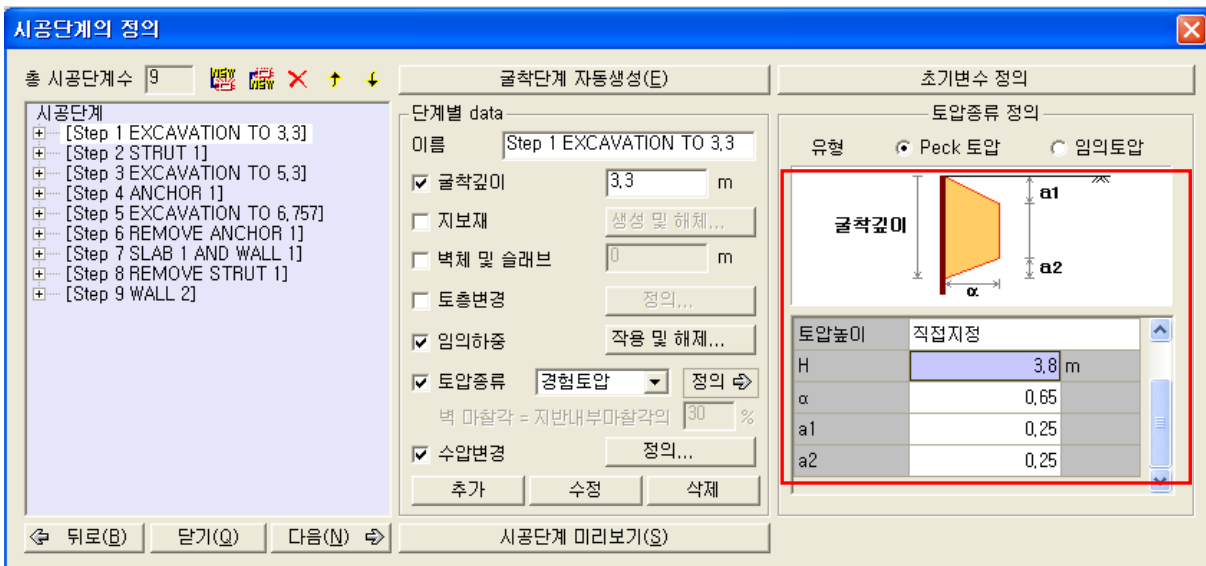 시공단계의 정의
총 시공단계수 9
시공단계
[Step 1 EXCAVATION TO 3,3]
[Step 2 STRUT 1]
[Step 3 EXCAVATION TO 5,3]
[Step 4 ANCHOR 1]
[Step 5 EXCAVATION TO 6,757]
[Step 6 REMOVE ANCHOR 1]
[Step 7 SLAB 1 AND WALL 1]
[Step 8 REMOVE STRUT 1]
[Step 9 WALL 2]
뒤로(B) 닫기(Q) 다음(N)
굴착단계 자동생성(E)
단계별 data
이름 Step 1 EXCAVATION TO 3,3
굴착깊이 3,3 m
지보재 생성 및 해체...
벽체 및 슬래브 0 m
토층변경 정의...
임의하중 작용 및 해제...
토압종류 경험토압 정의
벽 마찰각 = 지반내부마찰각의 30 %
수압변경 정의...
추가 수정 삭제
시공단계 미리보기(S)
초기변수 정의
토압종류 정의
유형 Peck 토압 임의토압
a1
굴착깊이
a2
α
토압높이 직접지정
H 3,8 m
α 0,65
a1 0,25
a2 0,25